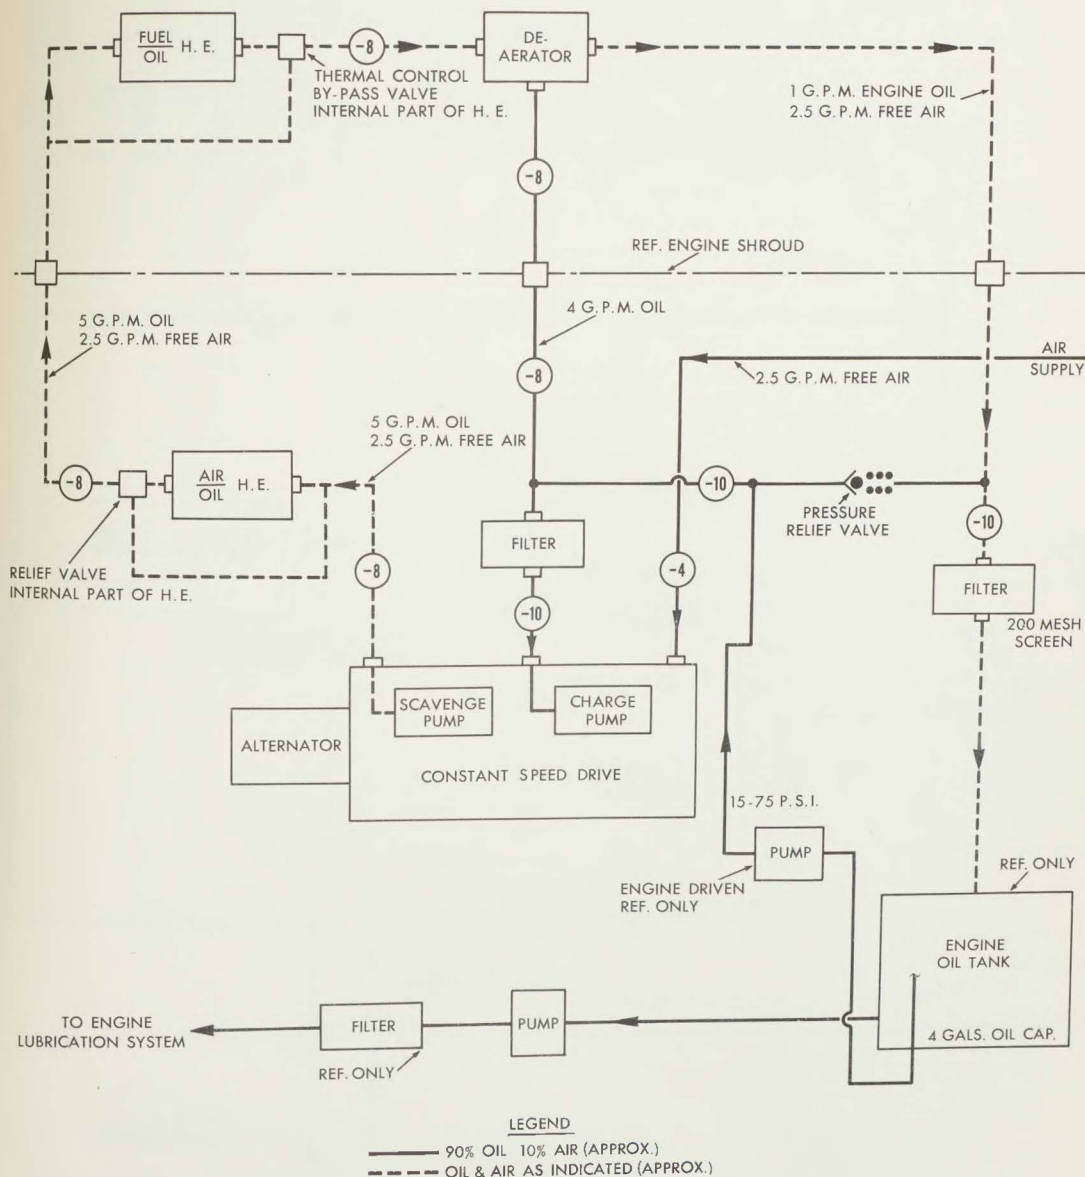 FUEL
OIL H. E.
-8
DE-
AERATOR
THERMAL CONTROL
BY-PASS VALVE
INTERNAL PART OF H. E.
1 G.P.M. ENGINE OIL
2.5 G.P.M. FREE AIR
-8
REF. ENGINE SHROUD
5 G.P.M. OIL
2.5 G.P.M. FREE AIR
4 G.P.M. OIL
-8
AIR
SUPPLY
2.5 G.P.M. FREE AIR
5 G.P.M. OIL
2.5 G.P.M. FREE AIR
-8
AIR
OIL H. E.
-10
PRESSURE
RELIEF VALVE
-10
RELIEF VALVE
INTERNAL PART OF H. E.
-8
FILTER
-4
FILTER
200 MESH
SCREEN
-10
SCAVENGE
PUMP
CHARGE
PUMP
ALTERNATOR
CONSTANT SPEED DRIVE
15-75 P.S.I.
PUMP
ENGINE DRIVEN
REF. ONLY
REF. ONLY
ENGINE
OIL TANK
4 GALS. OIL CAP.
TO ENGINE
LUBRICATION SYSTEM
FILTER
PUMP
REF. ONLY
LEGEND
90% OIL 10% AIR (APPROX.)
OIL & AIR AS INDICATED (APPROX.)